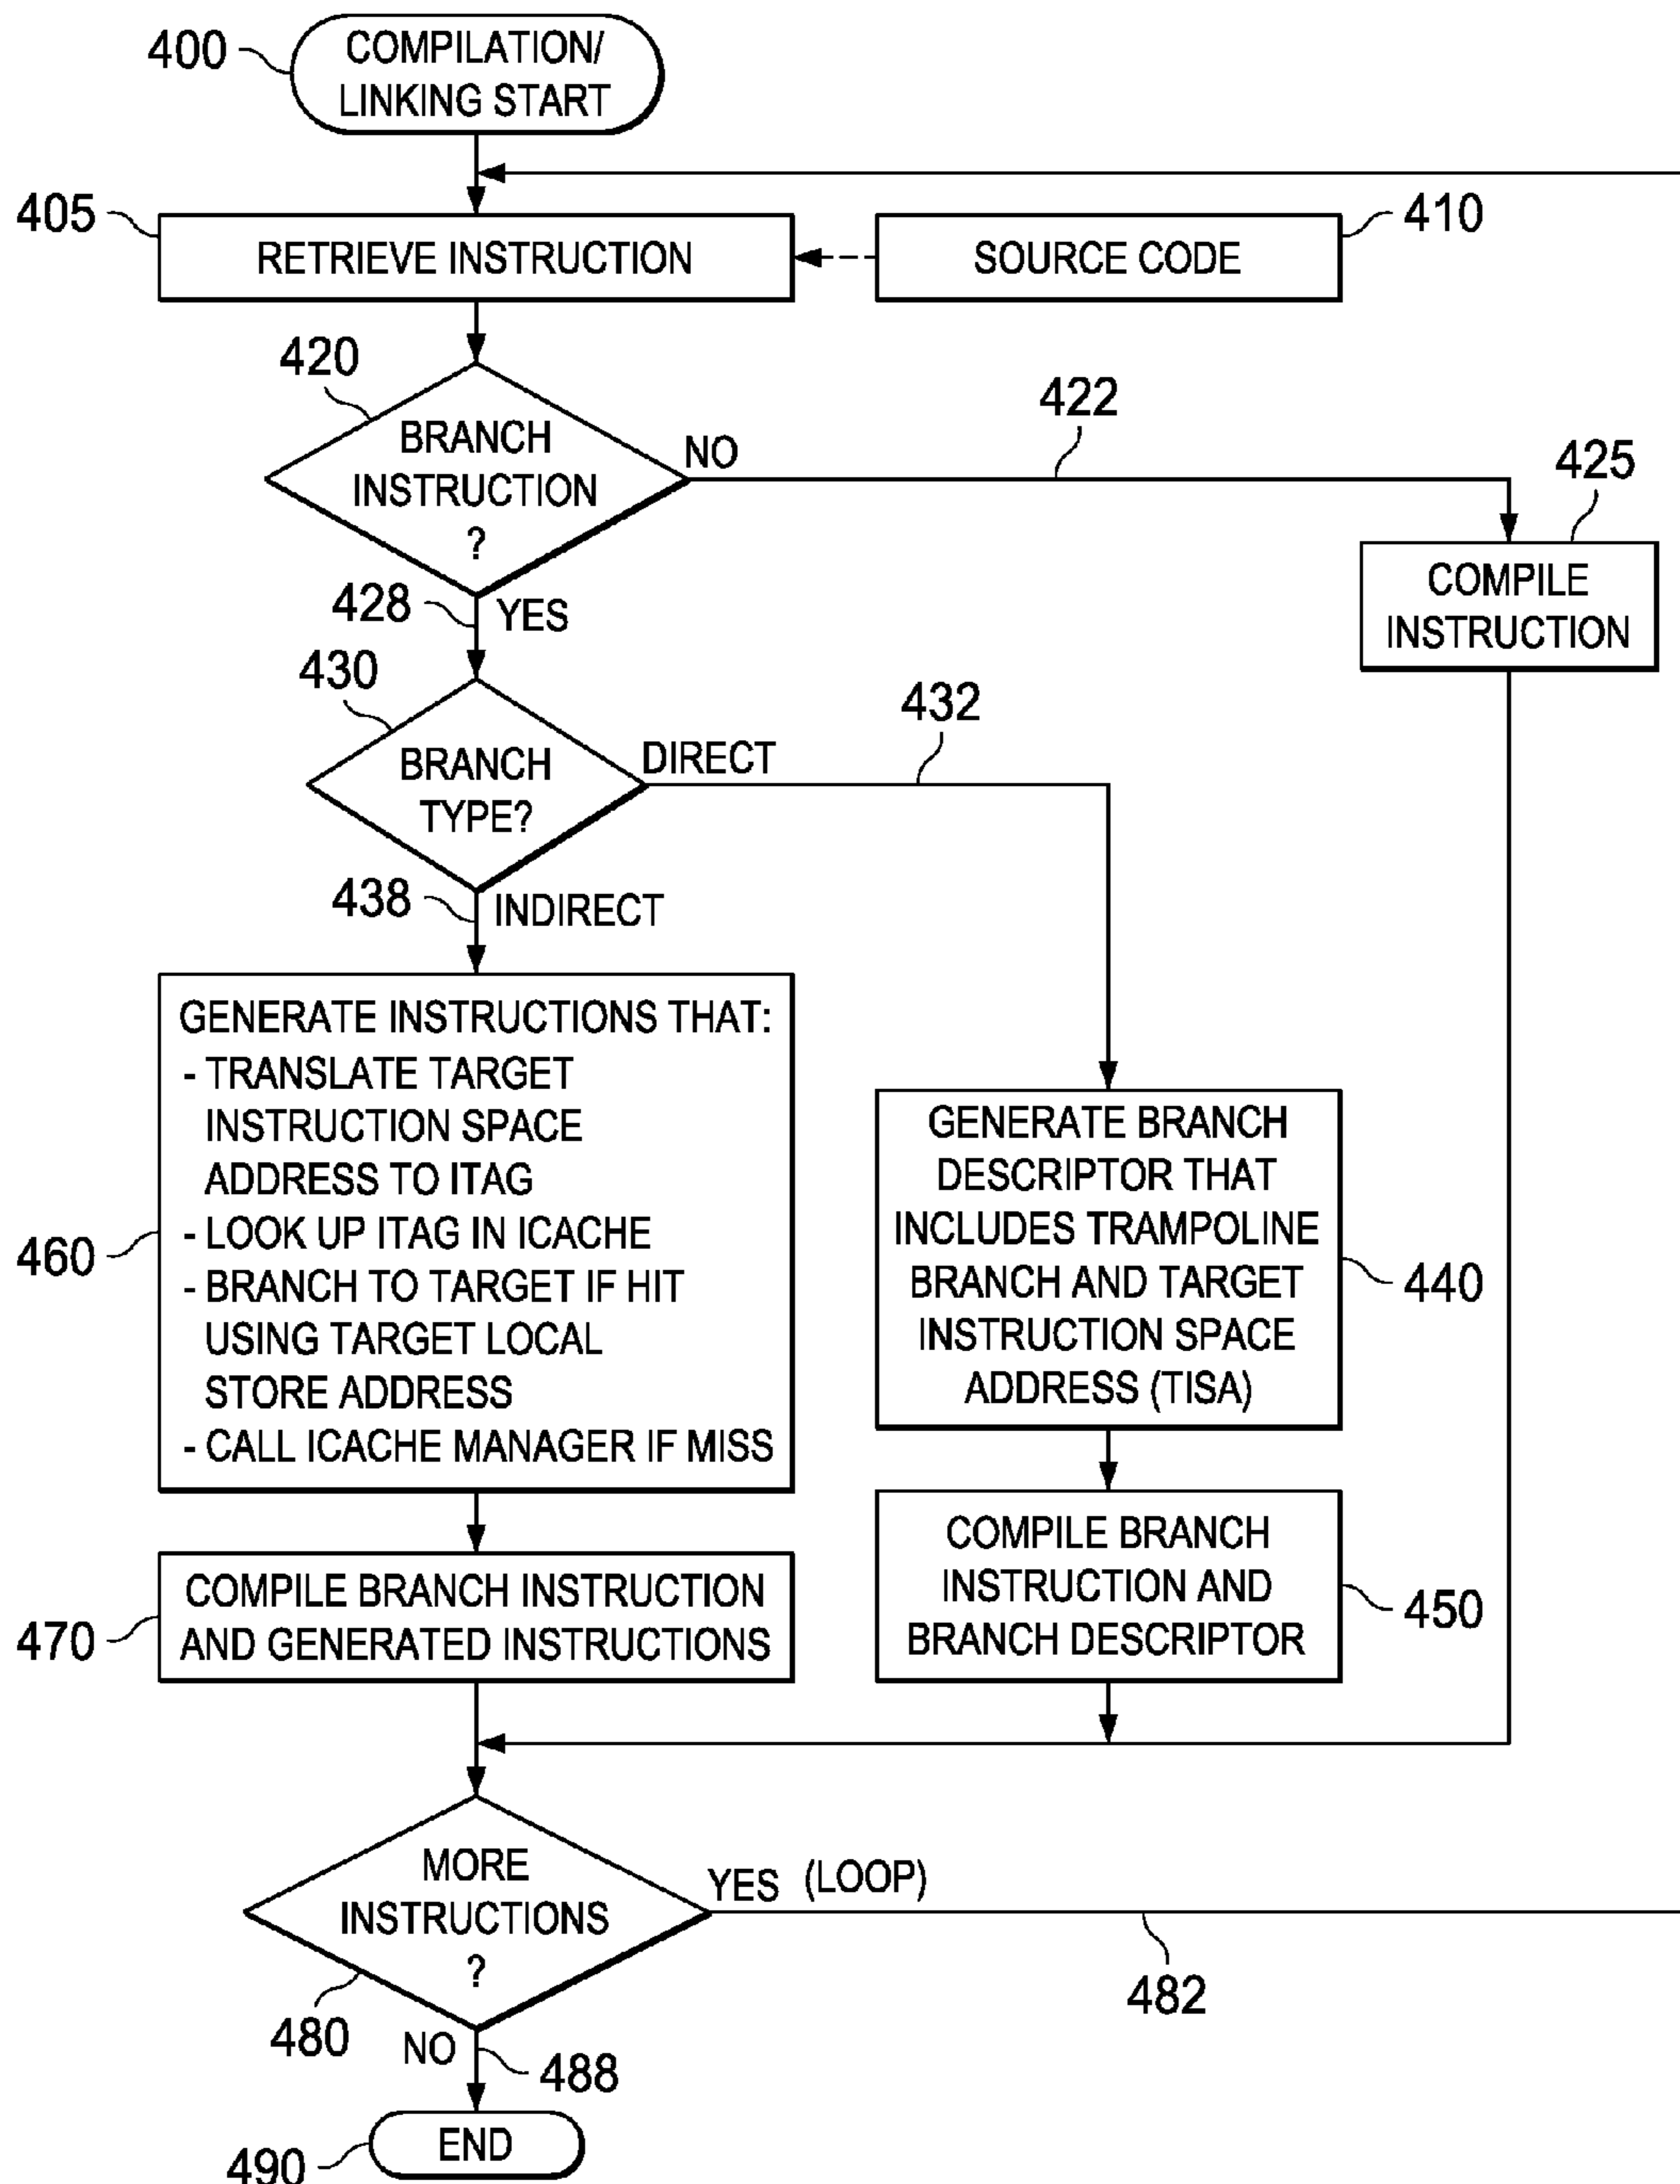 400
COMPILATION/
LINKING START
405
RETRIEVE INSTRUCTION
SOURCE CODE
410
420
BRANCH
INSTRUCTION
?
NO
422
425
COMPILE
INSTRUCTION
428
YES
430
BRANCH
TYPE?
DIRECT
432
438
INDIRECT
GENERATE INSTRUCTIONS THAT:
- TRANSLATE TARGET
INSTRUCTION SPACE
ADDRESS TO ITAG
- LOOK UP ITAG IN ICACHE
- BRANCH TO TARGET IF HIT
USING TARGET LOCAL
STORE ADDRESS
- CALL ICACHE MANAGER IF MISS
460
GENERATE BRANCH
DESCRIPTOR THAT
INCLUDES TRAMPOLINE
BRANCH AND TARGET
INSTRUCTION SPACE
ADDRESS (TISA)
440
COMPILE BRANCH INSTRUCTION
AND GENERATED INSTRUCTIONS
470
COMPILE BRANCH
INSTRUCTION AND
BRANCH DESCRIPTOR
450
MORE
INSTRUCTIONS
?
YES (LOOP)
482
480
NO
488
END
490